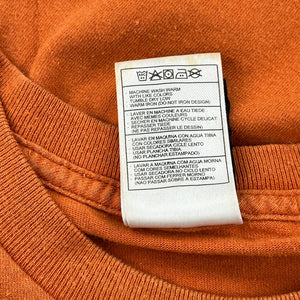 MACHINE WASH WARM
WITH LIKE COLORS
TUMBLE DRY LOW
WARM IRON (DO NOT IRON DESIGN)
LAVER EN MACHINE A EAU TIEDE
AVEC MEMES COULEURS
SECHER EN MACHINE CYCLE DELICAT
REPASSER TIEDE
(NE PAS REPASSER DESSIN)
LAVAR EN MAQUINA CON AGUA TIBIA
CON COLORES SIMILARES
USAR SECADORA CICLO LENTO
USAR PLANCHA TIBIA
(NO PLANCHAR ESTAMPADO)
LAVAR A MAQUINA COM AGUA MORNA
COM CORES SEMELHANTES
USAR SECADORA NO CICLO LENTO
PASSAR COM FERRO MORNO
(NÃO PASSAR SOBRE A ESTAMPA)